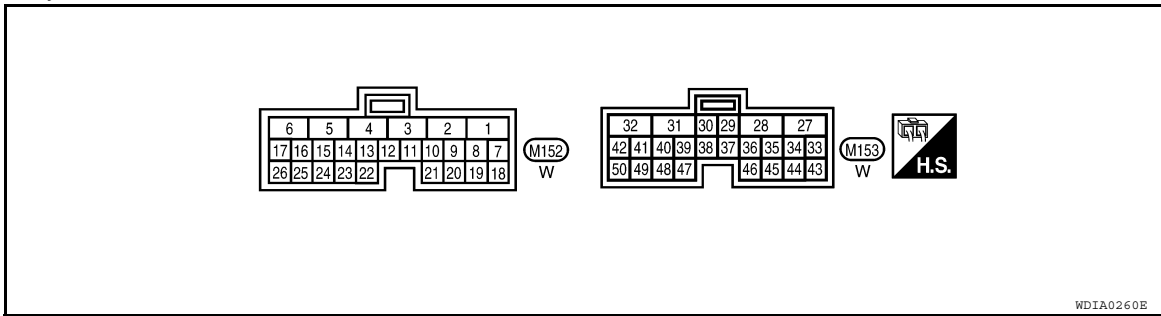 6 5 4 3 2 1
17 16 15 14 13 12 11 10 9 8 7
26 25 24 23 22 21 20 19 18
M152
W
32 31 30 29 28 27
42 41 40 39 38 37 36 35 34 33
50 49 48 47 46 45 44 43
M153
W
H.S.
WDIA0260E